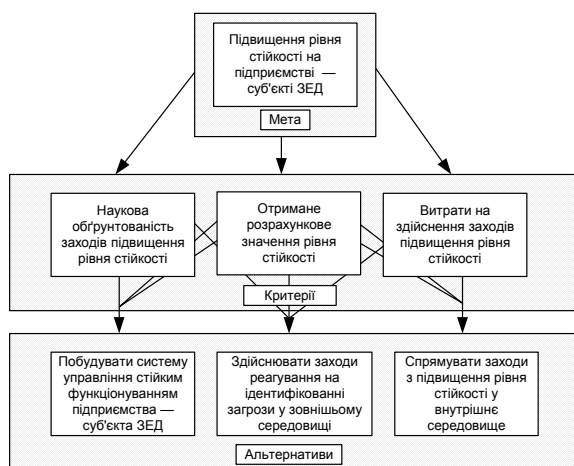 Підвищення рівня
стійкості на
підприємстві —
суб'єкті ЗЕД
Мета
Наукова
обґрунтованість
заходів підвищення
рівня стійкості
Отримане
розрахункове
значення рівня
стійкості
Витрати на
здійснення заходів
підвищення рівня
стійкості
Критерії
Побудувати систему
управління стійким
функціонуванням
підприємства —
суб'єкта ЗЕД
Здійснювати заходи
реагування на
ідентифікованні
загрози у зовнішьому
середовищі
Спрямувати заходи
з підвищення рівня
стійкості у
внутрішнє
середовище
Альтернативи